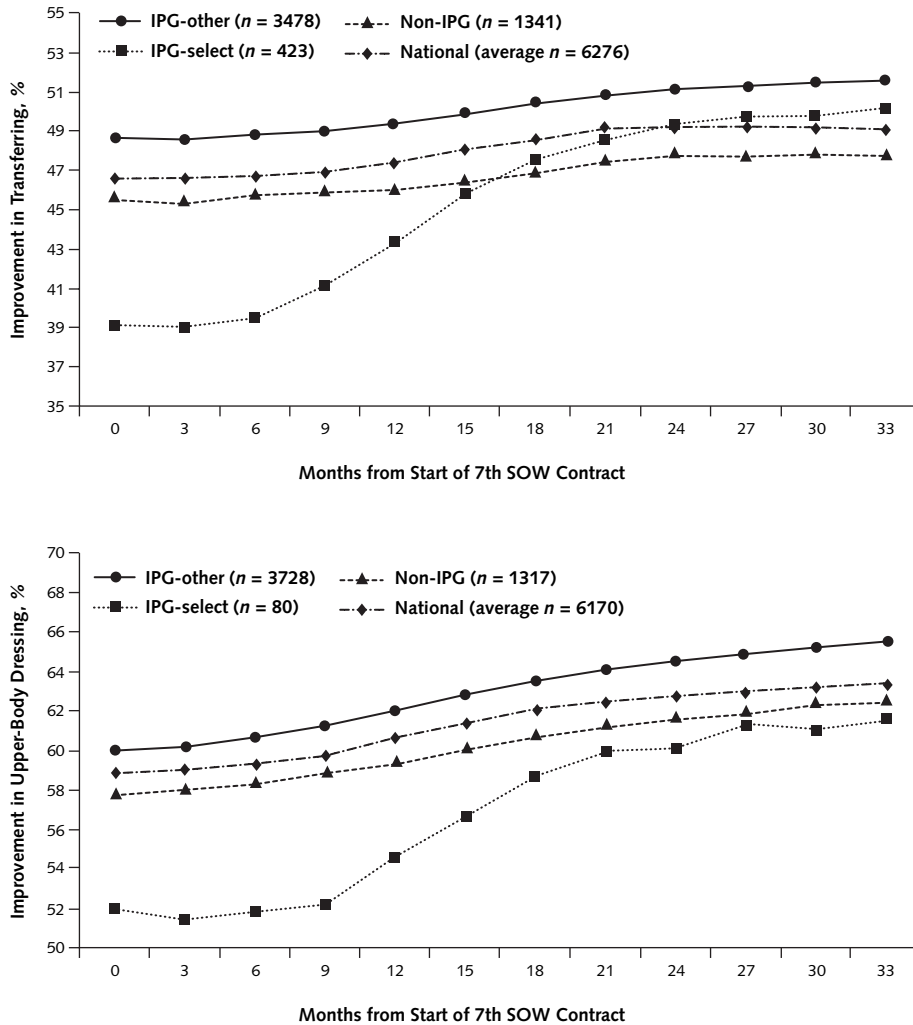 IPG-other (n = 3478) Non-IPG (n = 1341)
IPG-select (n = 423) National (average n = 6276)
Improvement in Transferring, %
55
53
51
49
47
45
43
41
39
37
35
0 3 6 9 12 15 18 21 24 27 30 33
Months from Start of 7th SOW Contract
IPG-other (n = 3728) Non-IPG (n = 1317)
IPG-select (n = 80) National (average n = 6170)
Improvement in Upper-Body Dressing, %
70
68
66
64
62
60
58
56
54
52
50
0 3 6 9 12 15 18 21 24 27 30 33
Months from Start of 7th SOW Contract